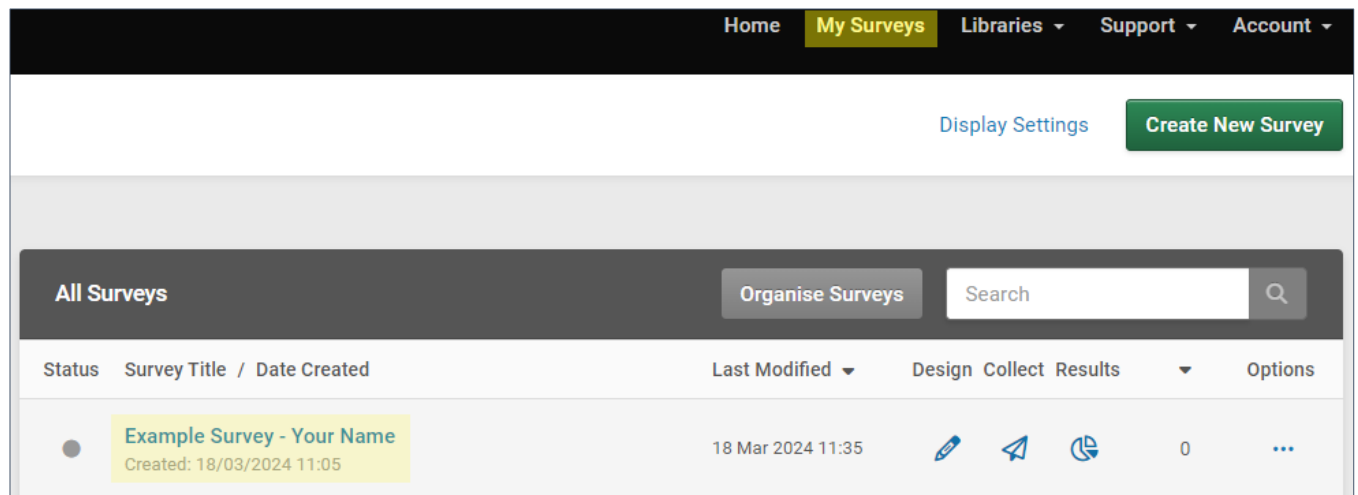 Home My Surveys Libraries Support Account
Display Settings Create New Survey
All Surveys Organise Surveys Search
Status Survey Title / Date Created Last Modified Design Collect Results Options
Example Survey - Your Name
18 Mar 2024 11:35 0
Created: 18/03/2024 11:05